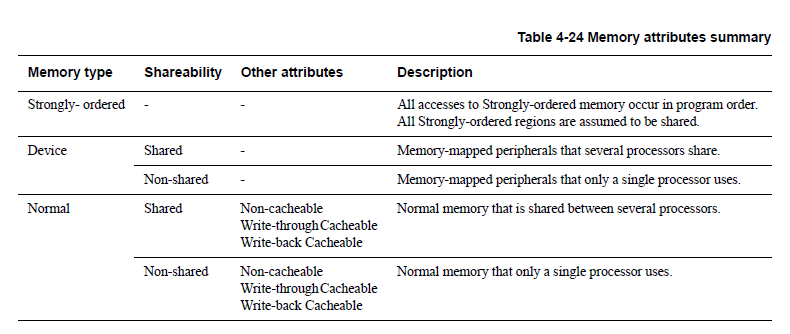 Table 4-24 Memory attributes summary
Memory type Shareability Other attributes Description
Strongly- ordered - - All accesses to Strongly-ordered memory occur in program order.
All Strongly-ordered regions are assumed to be shared.
Device Shared - Memory-mapped peripherals that several processors share.
Non-shared - Memory-mapped peripherals that only a single processor uses.
Normal Shared Non-cacheable Normal memory that is shared between several processors.
Write-through Cacheable
Write-back Cacheable
Non-shared Non-cacheable Normal memory that only a single processor uses.
Write-through Cacheable
Write-back Cacheable